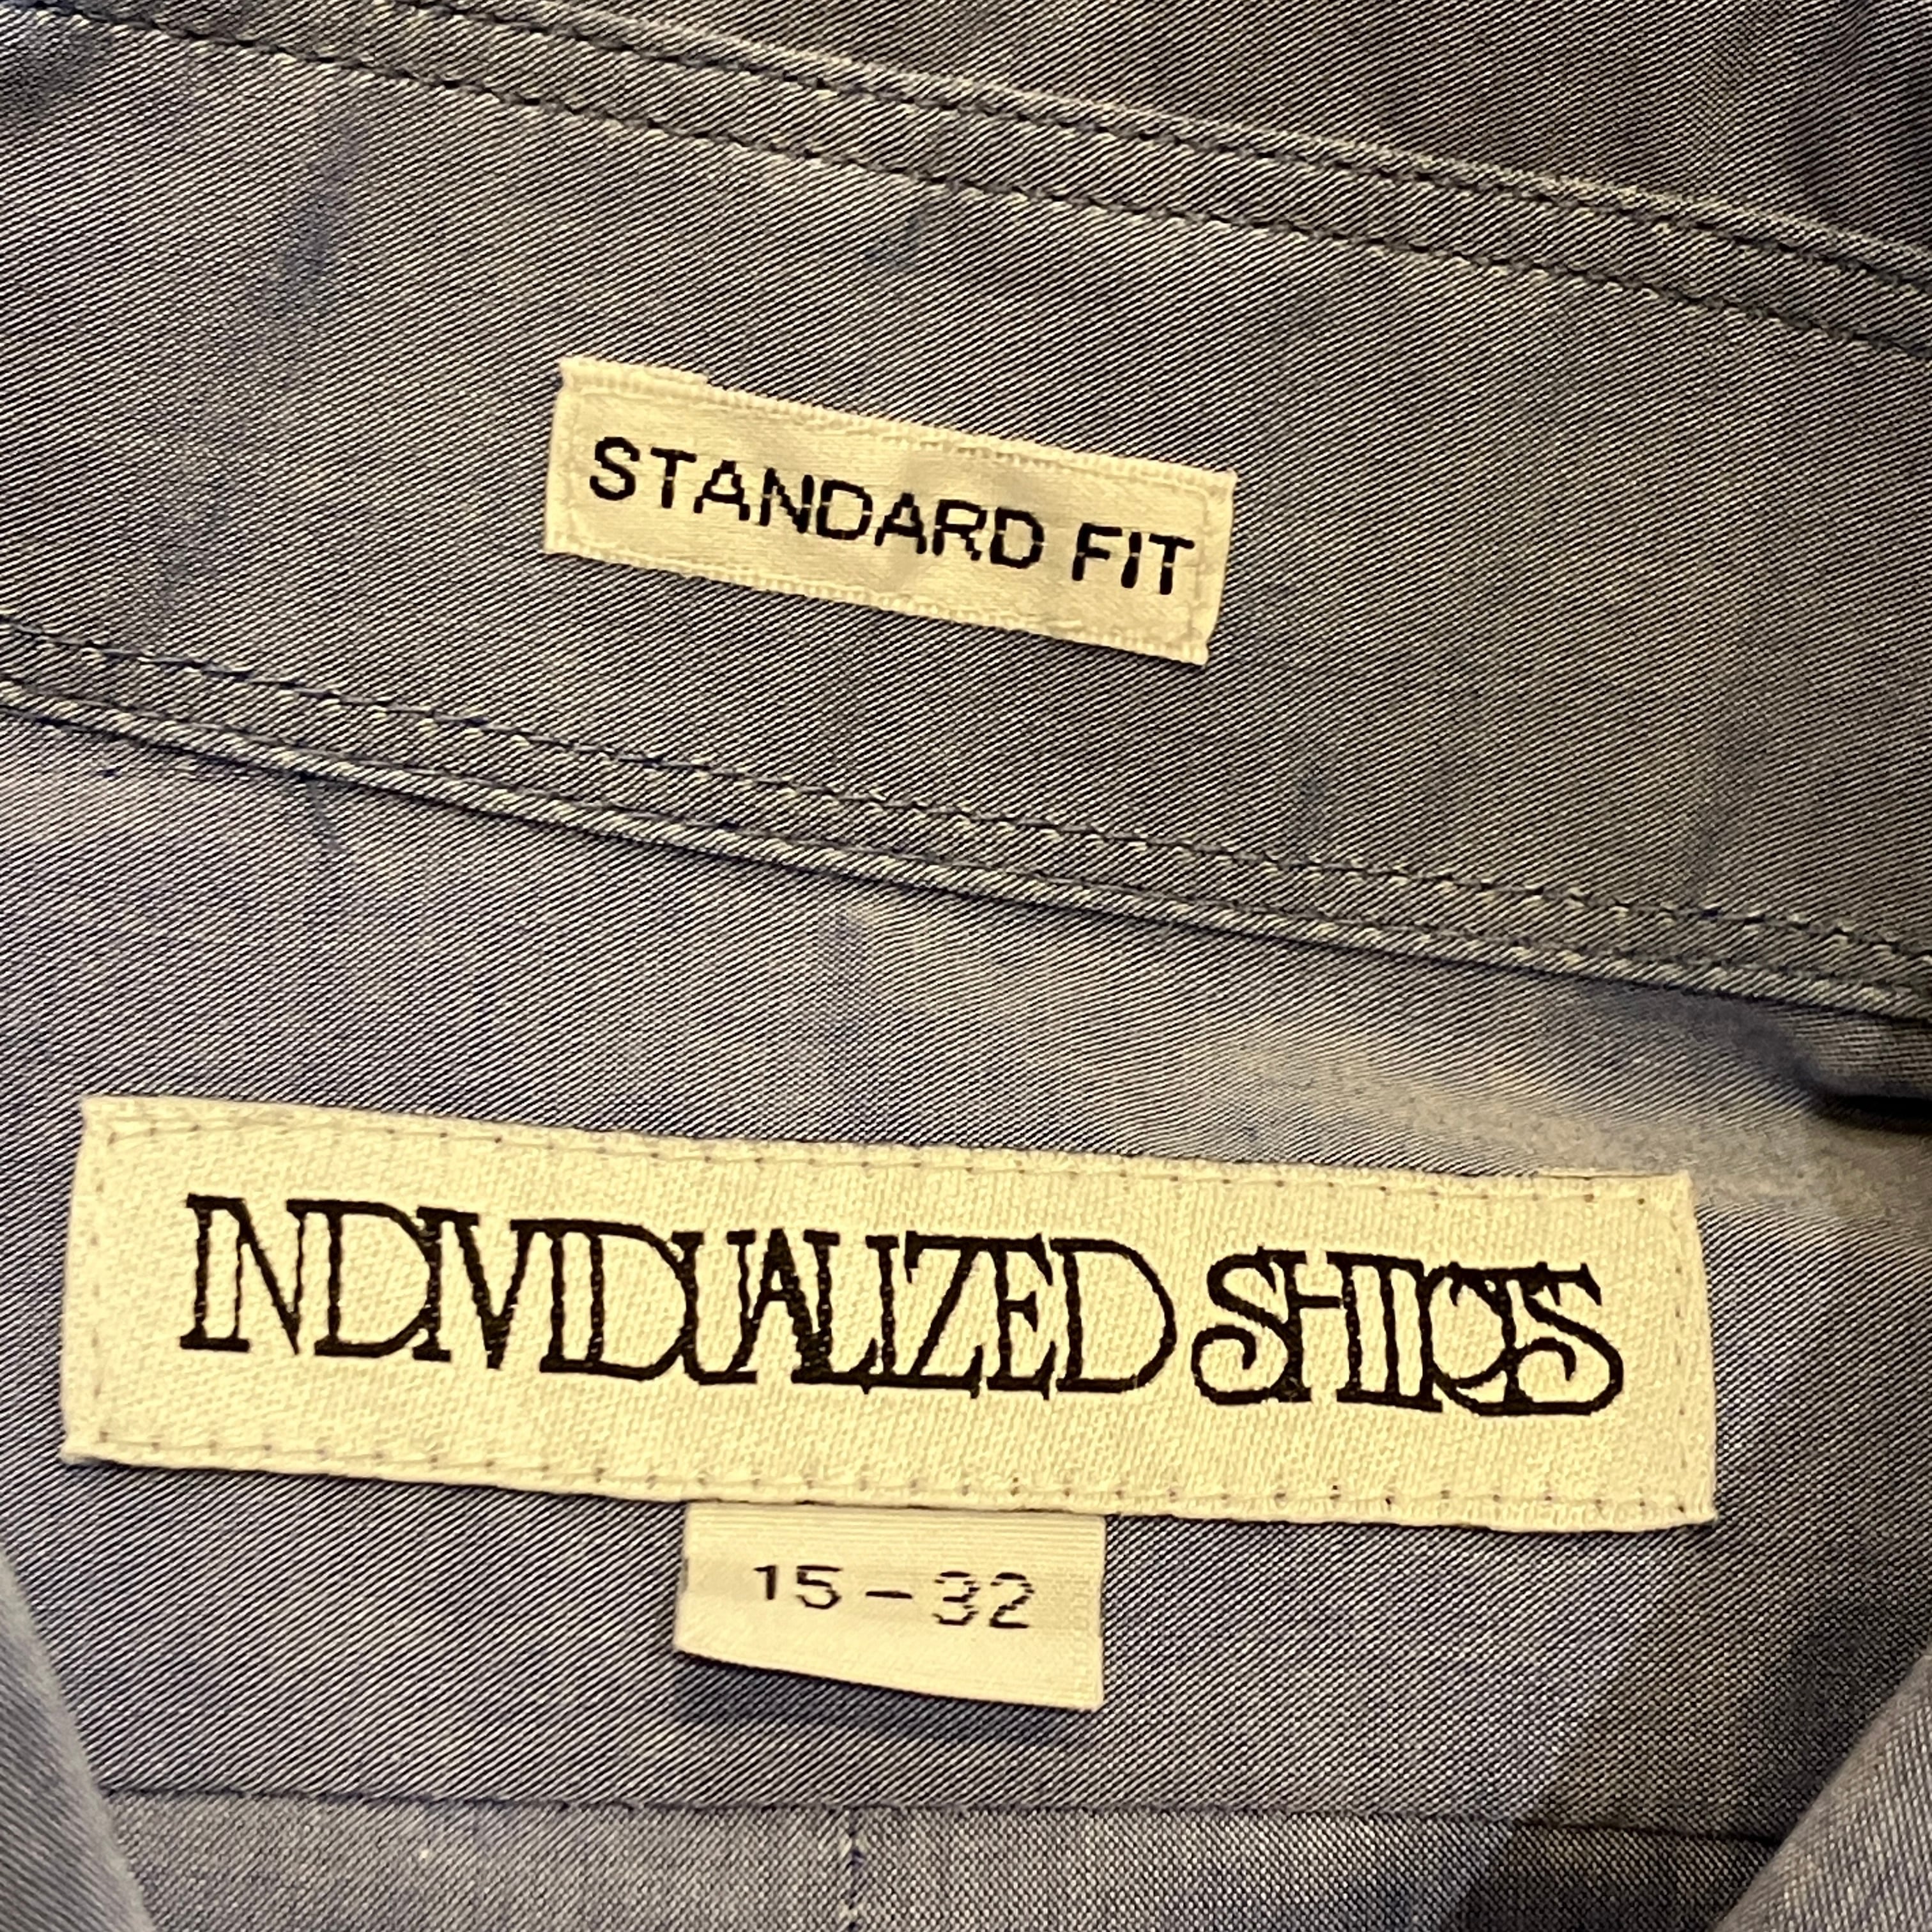 STANDARD FIT
INDIVIDUALIZED SHIRTS
15-32